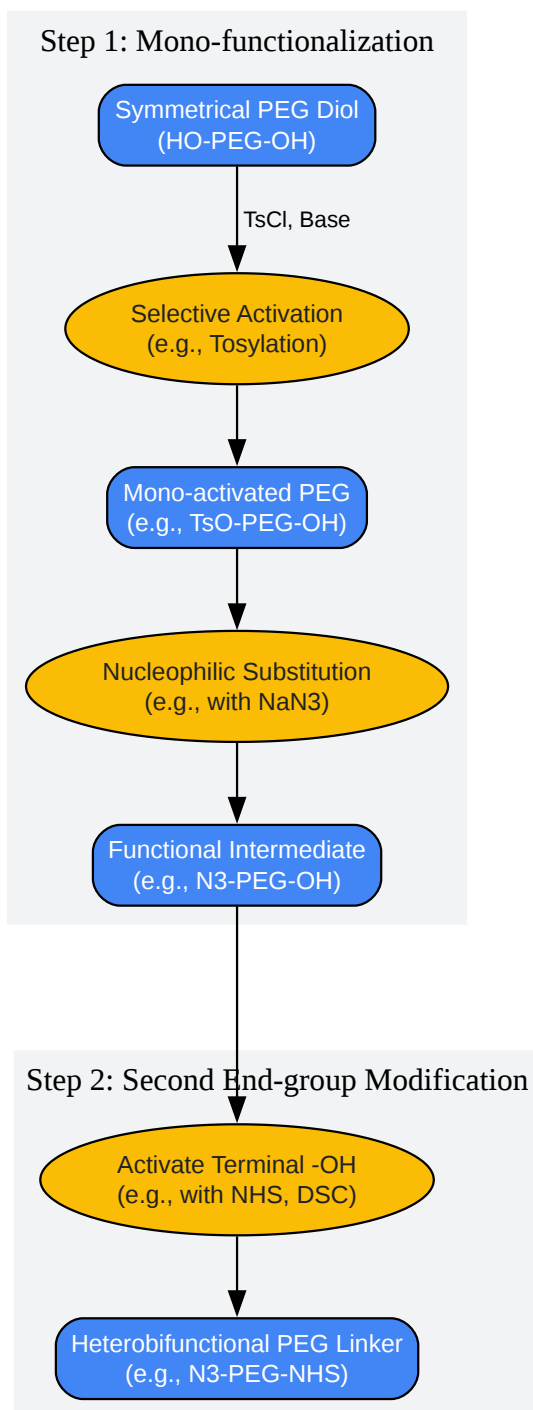 Step 1: Mono-functionalization
Symmetrical PEG Diol
(HO-PEG-OH)
TsCl, Base
Selective Activation
(e.g., Tosylation)
Mono-activated PEG
(e.g., TsO-PEG-OH)
Nucleophilic Substitution
(e.g., with NaN3)
Functional Intermediate
(e.g., N3-PEG-OH)
Step 2: Second End-group Modification
Activate Terminal -OH
(e.g., with NHS, DSC)
Heterobifunctional PEG Linker
(e.g., N3-PEG-NHS)